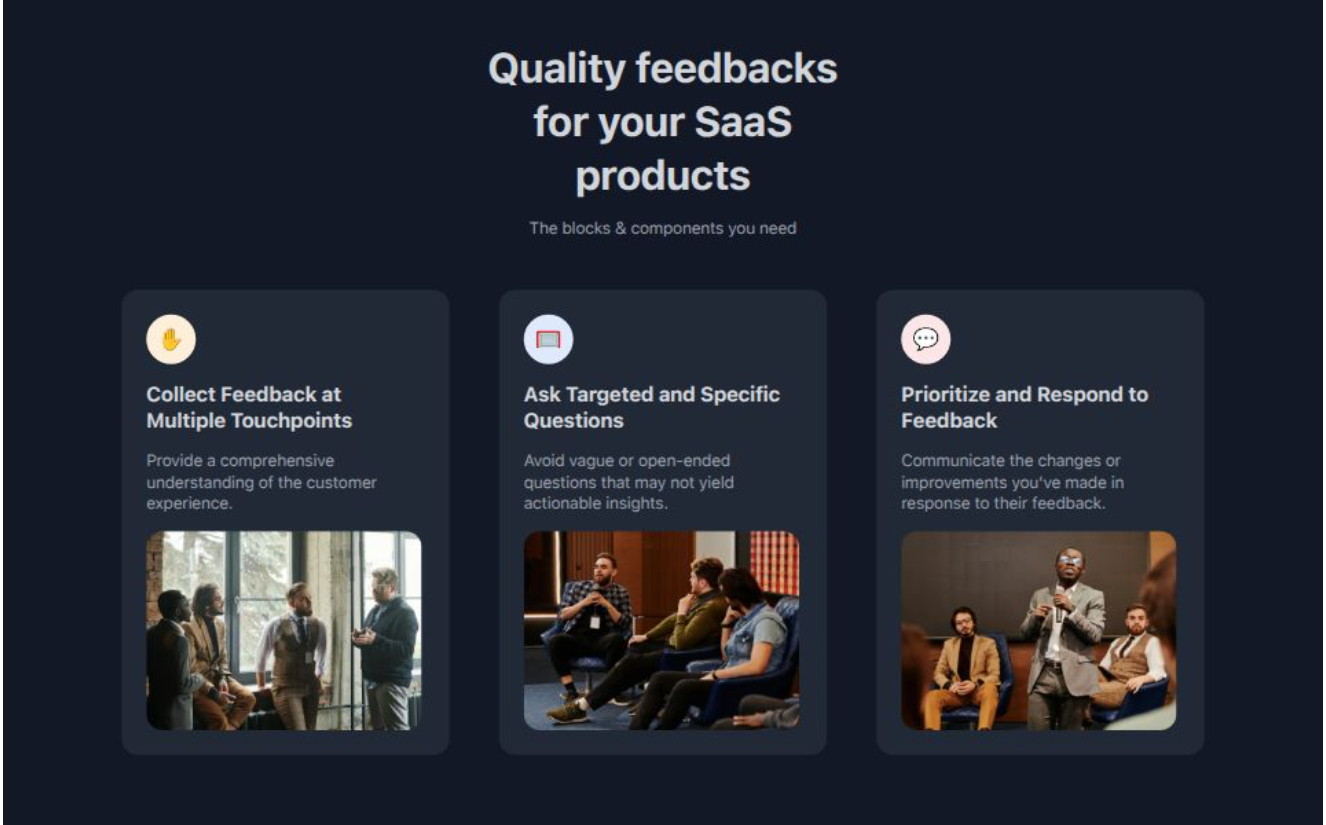 Quality feedbacks
for your SaaS
products
The blocks & components you need
Collect Feedback at
Multiple Touchpoints
Provide a comprehensive
understanding of the customer
experience.
Ask Targeted and Specific
Questions
Avoid vague or open-ended
questions that may not yield
actionable insights.
Prioritize and Respond to
Feedback
Communicate the changes or
improvements you've made in
response to their feedback.